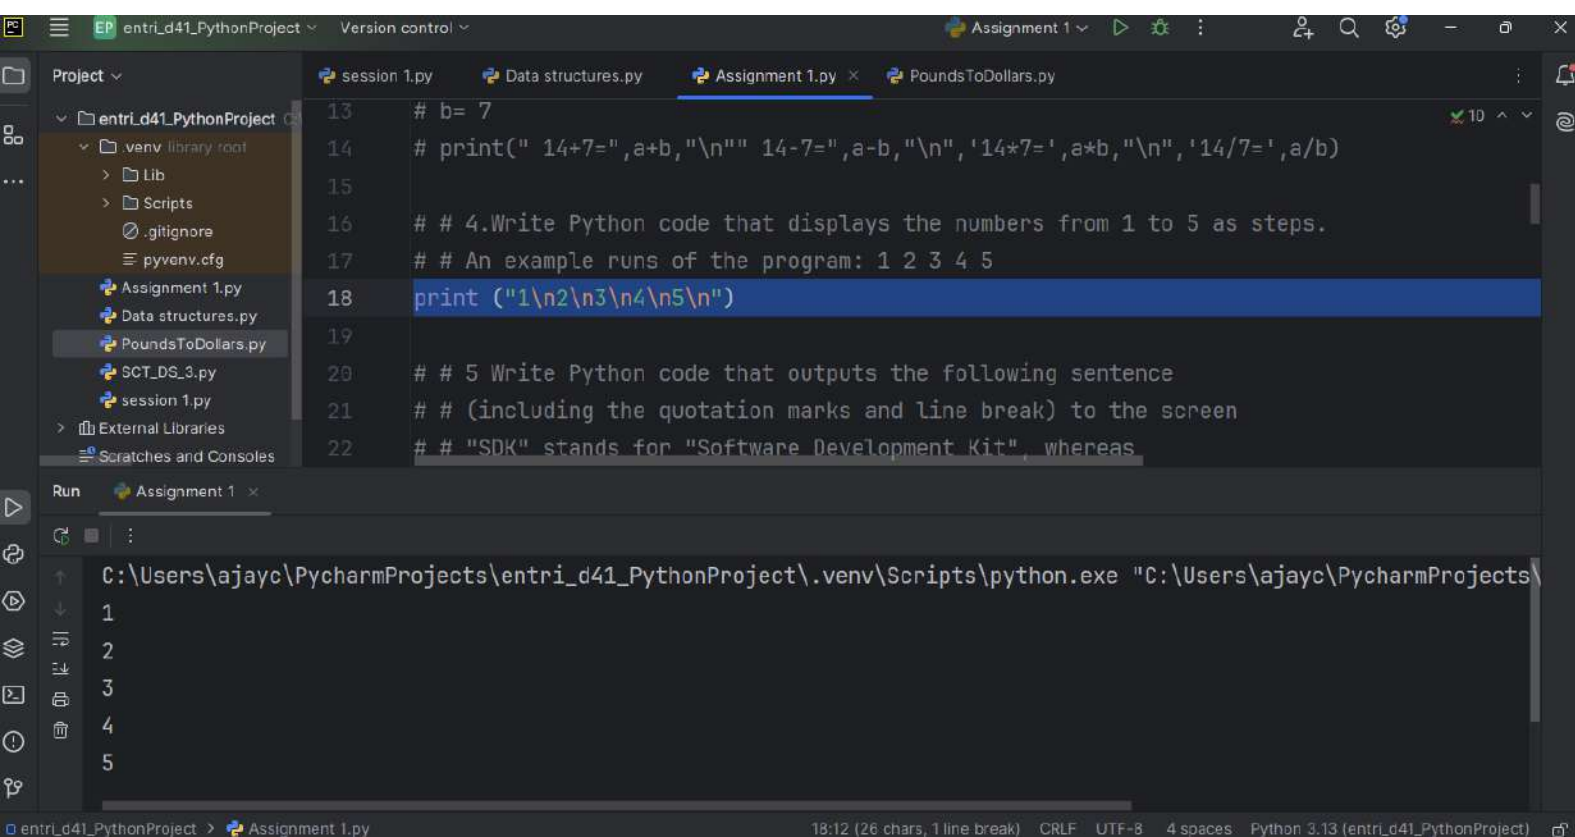 PC EP entri_d41_PythonProject Version control Assignment 1
Project
session 1.py Data structures.py Assignment 1.py PoundsToDollars.py
entri_d41_PythonProject
.venv library root
Lib
Scripts
.gitignore
pyvenv.cfg
Assignment 1.py
Data structures.py
PoundsToDollars.py
SCT_DS_3.py
session 1.py
External Libraries
Scratches and Consoles
10
13 # b= 7
14 # print(" 14+7=",a+b,"\n"" 14-7=",a-b,"\n",'14*7=',a*b,"\n",'14/7=',a/b)
15
16 # # 4.Write Python code that displays the numbers from 1 to 5 as steps.
17 # # An example runs of the program: 1 2 3 4 5
18 print ("1\n2\n3\n4\n5\n")
19
20 # # 5 Write Python code that outputs the following sentence
21 # # (including the quotation marks and line break) to the screen
22 # # "SDK" stands for "Software Development Kit", whereas
Run Assignment 1
C:\Users\ajayc\PycharmProjects\entri_d41_PythonProject\.venv\Scripts\python.exe "C:\Users\ajayc\PycharmProjects\
1
2
3
4
5
entri_d41_PythonProject > Assignment 1.py 18:12 (26 chars, 1 line break) CRLF UTF-8 4 spaces Python 3.13 (entri_d41_PythonProject)